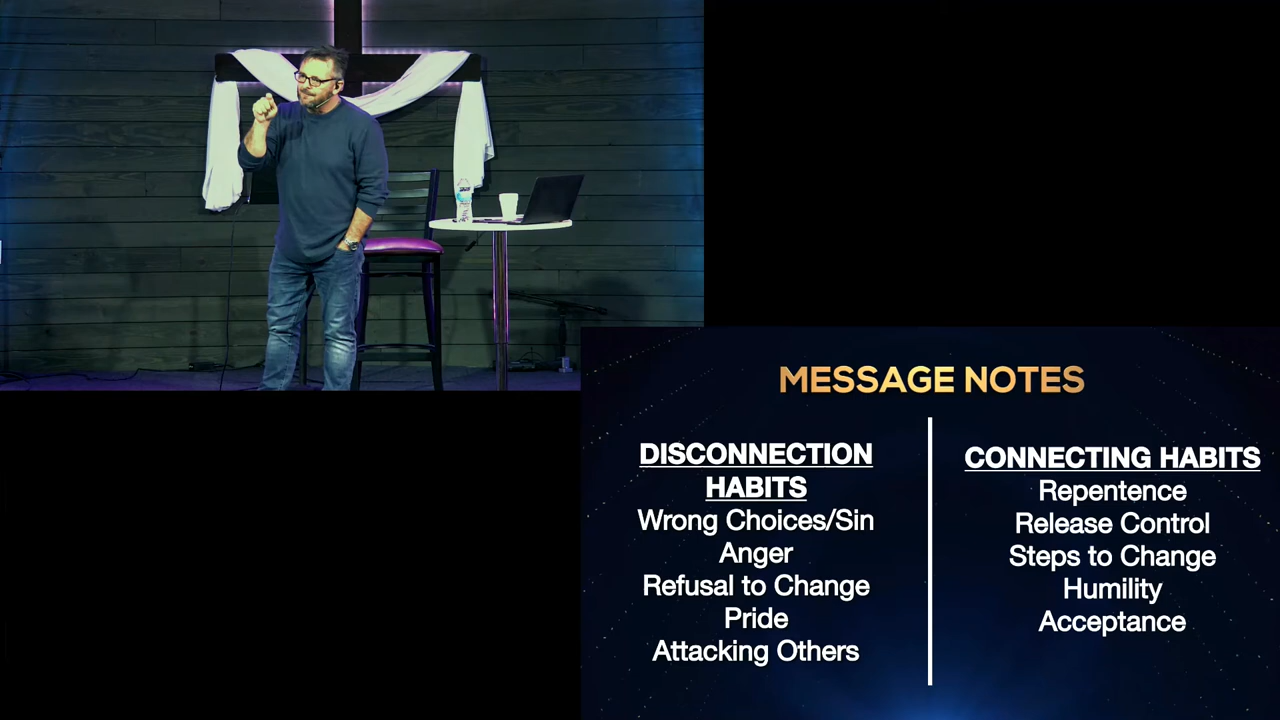 MESSAGE NOTES
DISCONNECTION
HABITS
Wrong Choices/Sin
Anger
Refusal to Change
Pride
Attacking Others
CONNECTING HABITS
Repentence
Release Control
Steps to Change
Humility
Acceptance